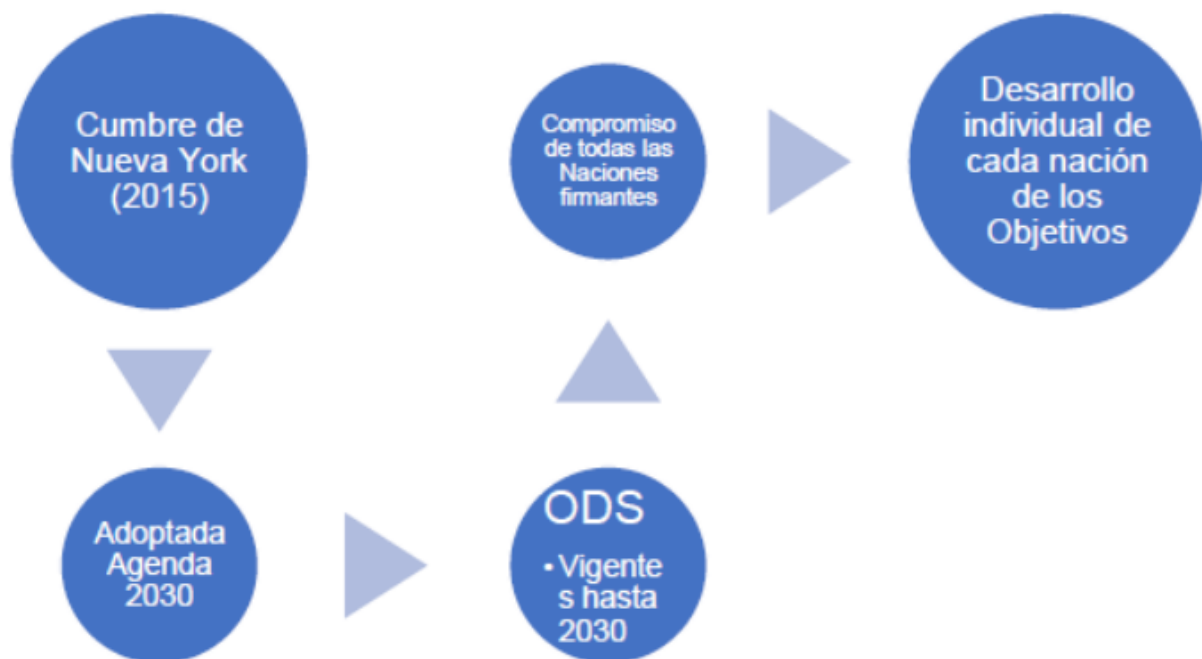 Cumbre de
Nueva York
(2015)
Adoptada
Agenda
2030
ODS
• Vigente
s hasta
2030
Compromiso
de todas las
Naciones
firmantes
Desarrollo
individual de
cada nación
de los
Objetivos